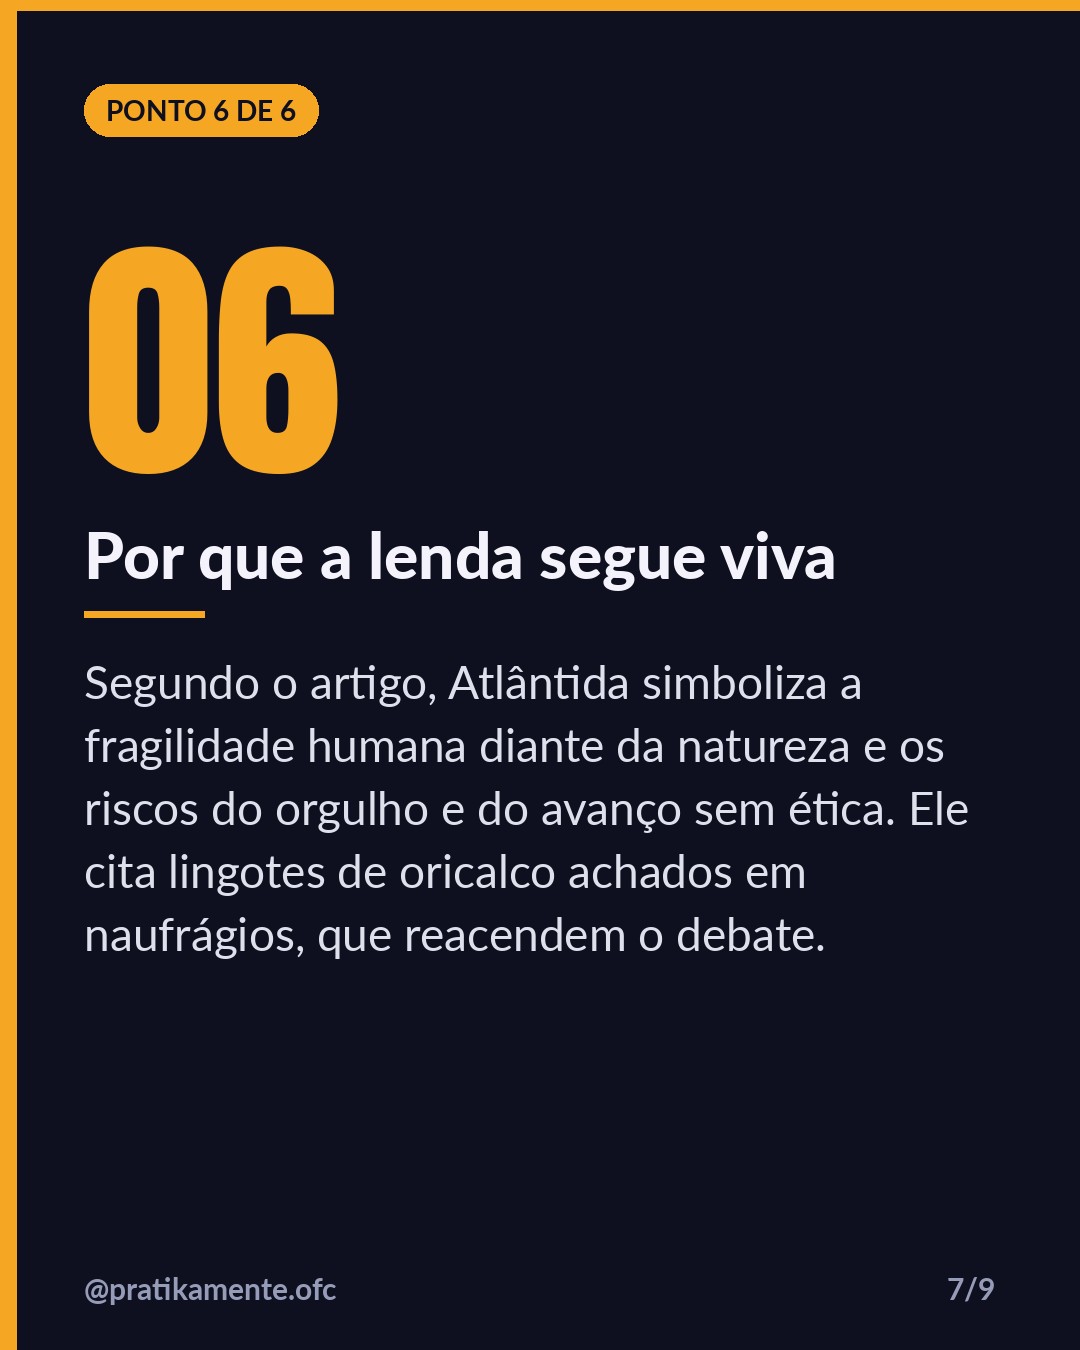 PONTO 6 DE 6
06
Por que a lenda segue viva
Segundo o artigo, Atlântida simboliza a
fragilidade humana diante da natureza e os
riscos do orgulho e do avanço sem ética. Ele
cita lingotes de oricalco achados em
naufrágios, que reacendem o debate.
@pratikamente.ofc
7/9